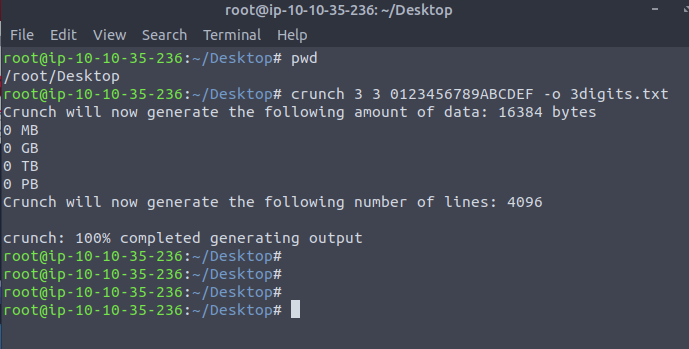 root@ip-10-10-35-236: ~/Desktop
File Edit View Search Terminal Help
root@ip-10-10-35-236:~/Desktop# pwd
/root/Desktop
root@ip-10-10-35-236:~/Desktop# crunch 3 3 0123456789ABCDEF -o 3digits.txt
Crunch will now generate the following amount of data: 16384 bytes
0 MB
0 GB
0 TB
0 PB
Crunch will now generate the following number of lines: 4096
crunch: 100% completed generating output
root@ip-10-10-35-236:~/Desktop#
root@ip-10-10-35-236:~/Desktop#
root@ip-10-10-35-236:~/Desktop#
root@ip-10-10-35-236:~/Desktop#